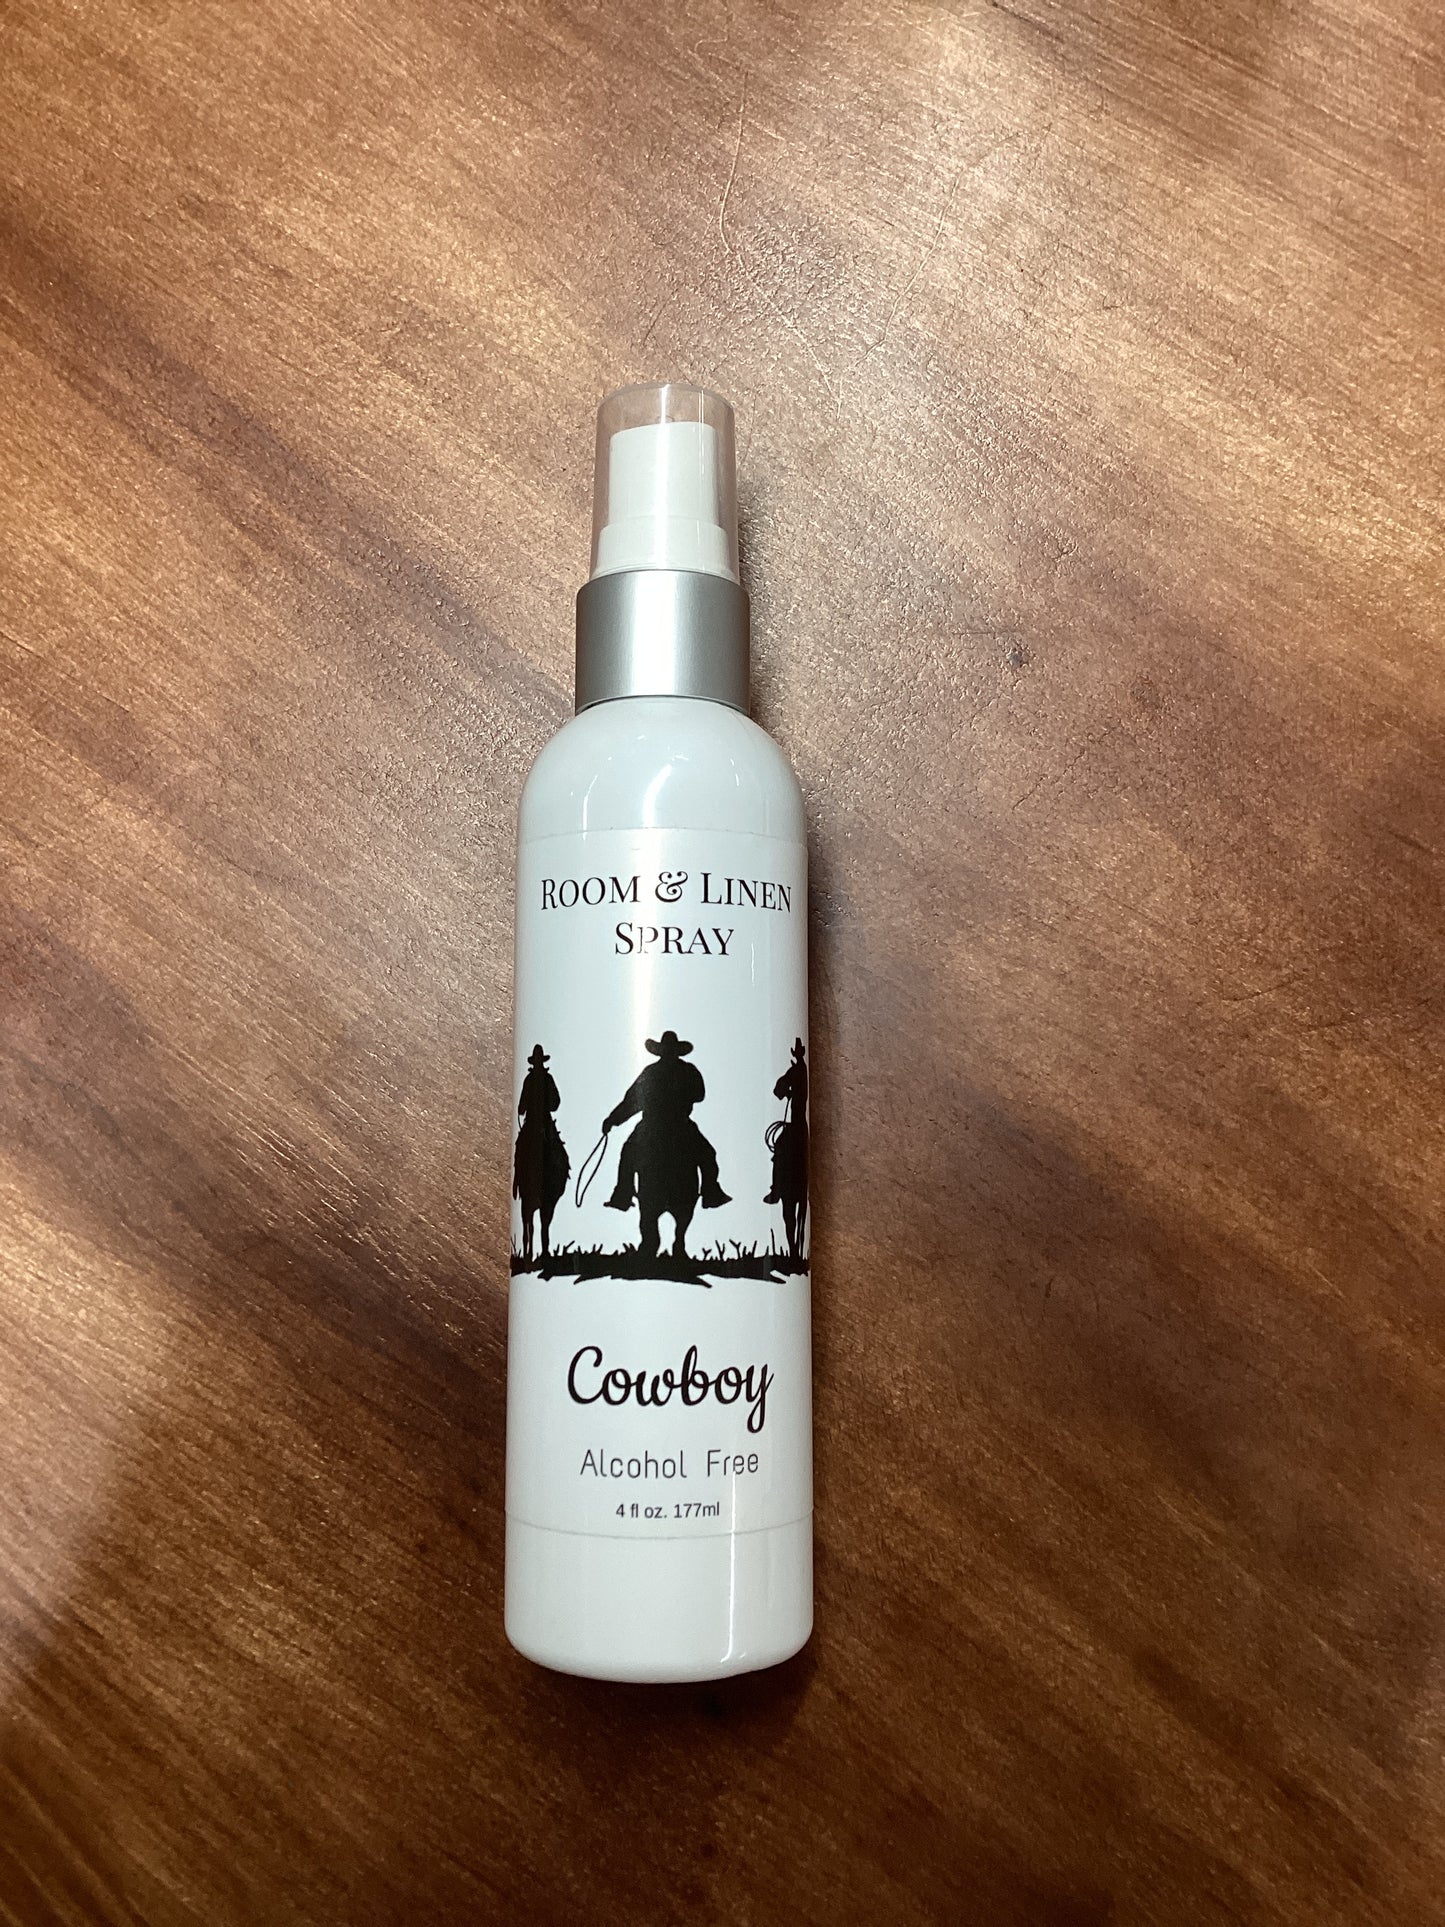 Room & Linen
Spray
Cowboy
Alcohol Free
4 fl oz. 177ml